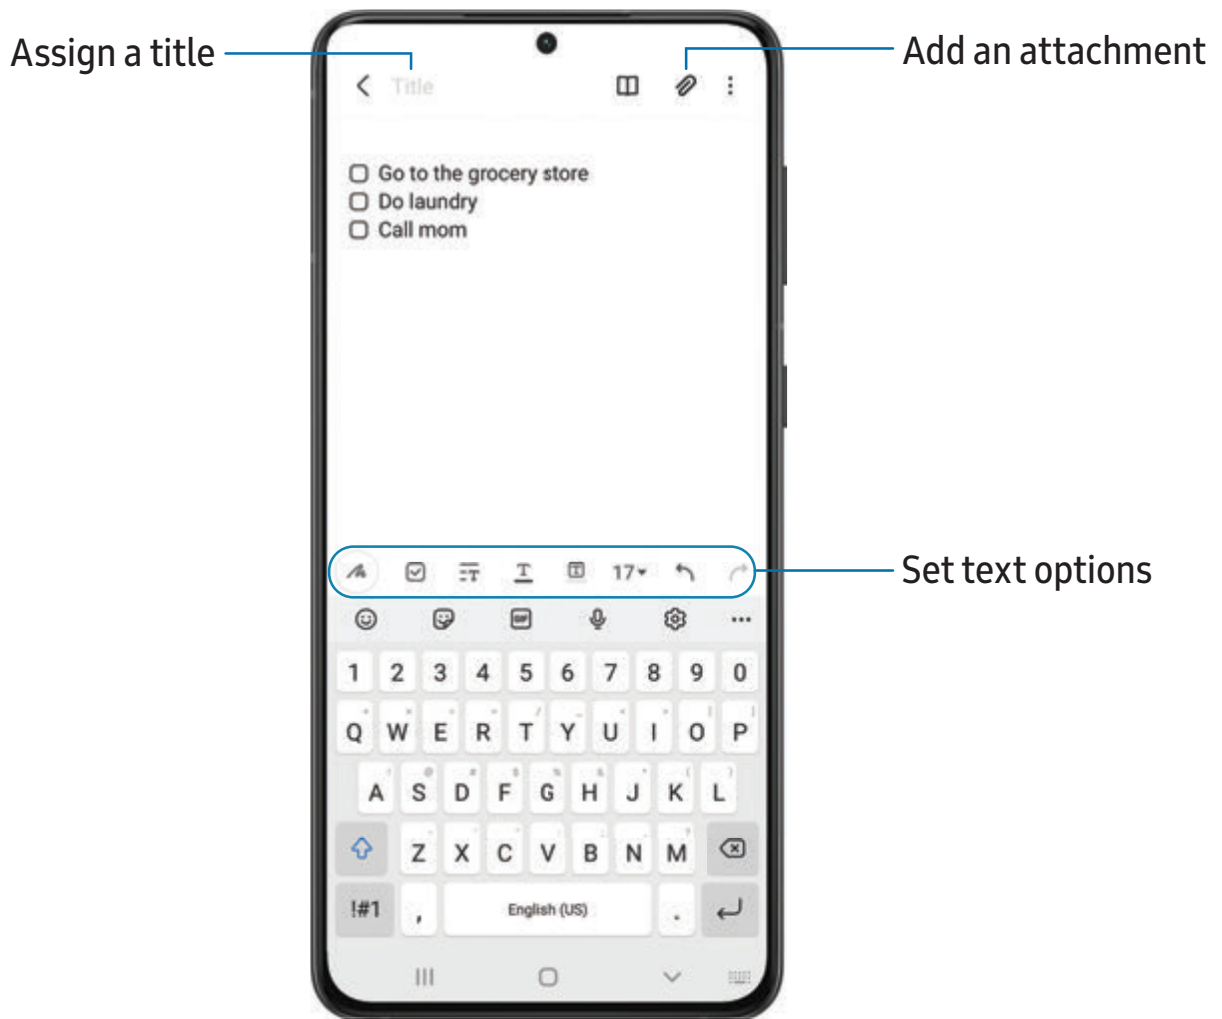 Assign a title
Add an attachment
Title
Go to the grocery store
Do laundry
Call mom
17
Set text options
GIF
1 2 3 4 5 6 7 8 9 0
Q W E R T Y U I O P
A S D F G H J K L
Z X C V B N M
!#1 , English (US) .